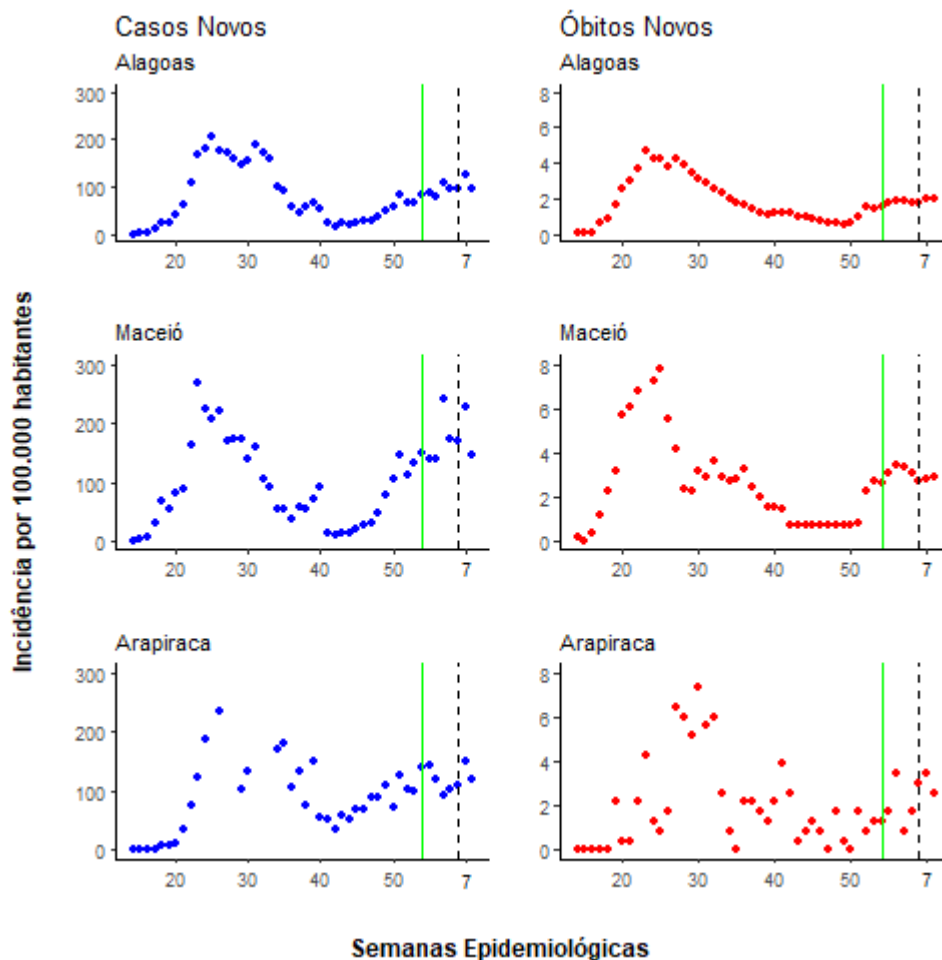 Casos Novos
Óbitos Novos
Alagoas
Alagoas
300
200
100
0
8
6
4
2
0
20 30 40 50 7
20 30 40 50 7
Maceió
Maceió
300
200
100
0
8
6
4
2
0
20 30 40 50 7
20 30 40 50 7
Arapiraca
Arapiraca
300
200
100
0
8
6
4
2
0
20 30 40 50 7
20 30 40 50 7
Incidência por 100.000 habitantes
Semanas Epidemiológicas